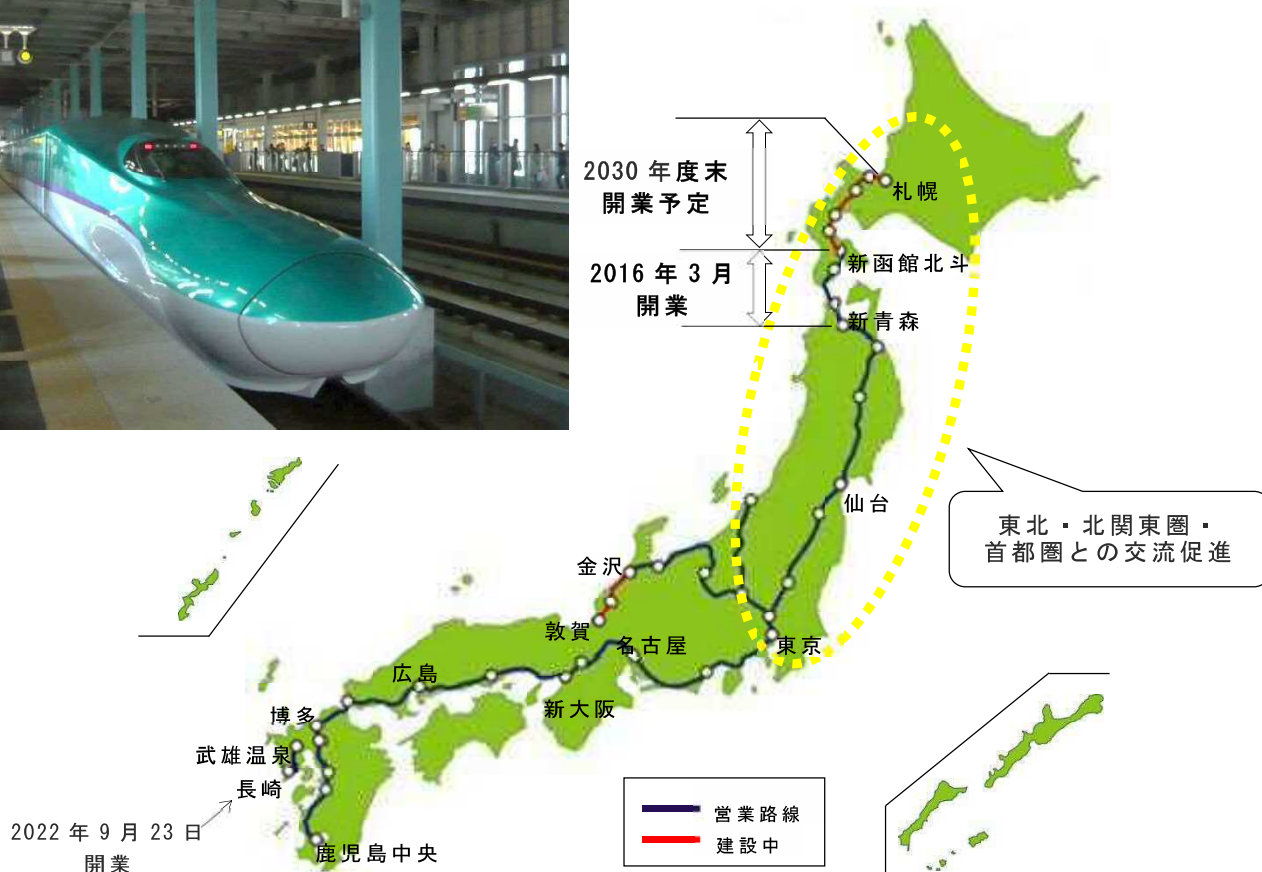 2030 年度末
開業予定
札幌
新函館北斗
2016 年 3 月
開業
新青森
仙台
東北・北関東圏・
首都圏との交流促進
金沢
敦賀
名古屋
東京
広島
新大阪
博多
武雄温泉
長崎
2022 年 9 月 23 日
開業
鹿児島中央
営業路線
建設中